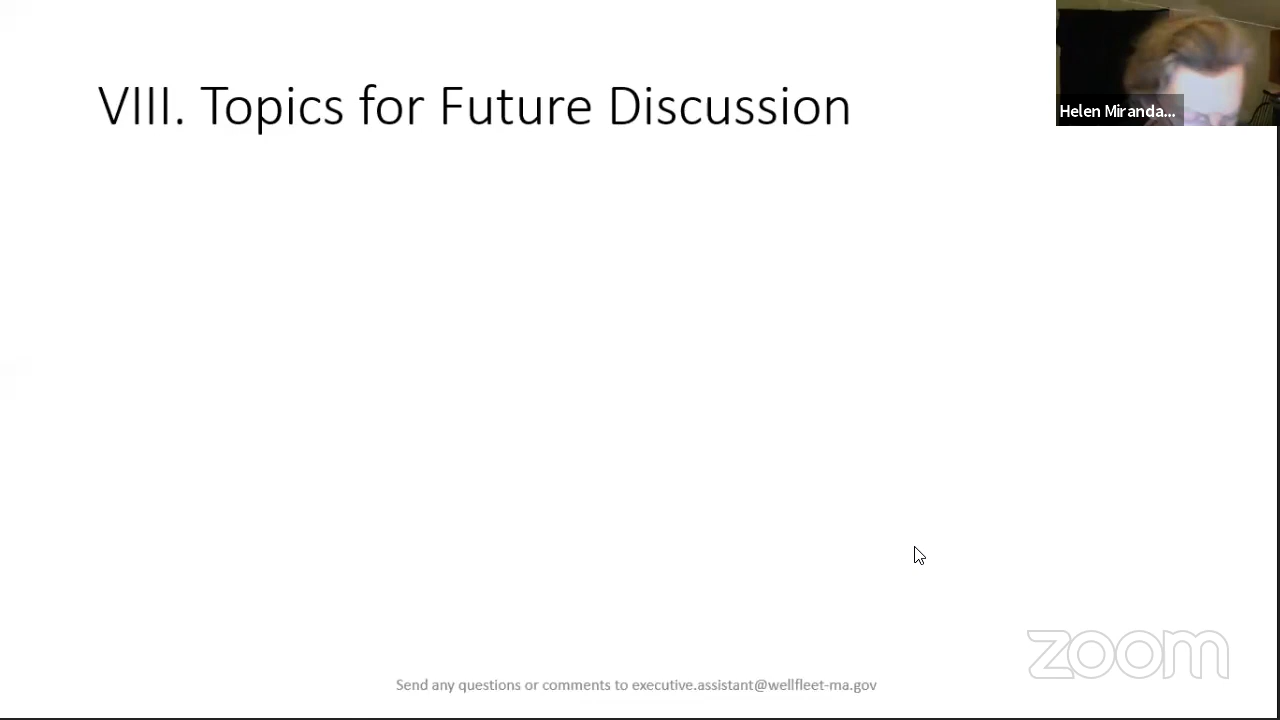 VIII. Topics for Future Discussion
Helen Miranda...
zoom
Send any questions or comments to executive.assistant@wellfleet-ma.gov